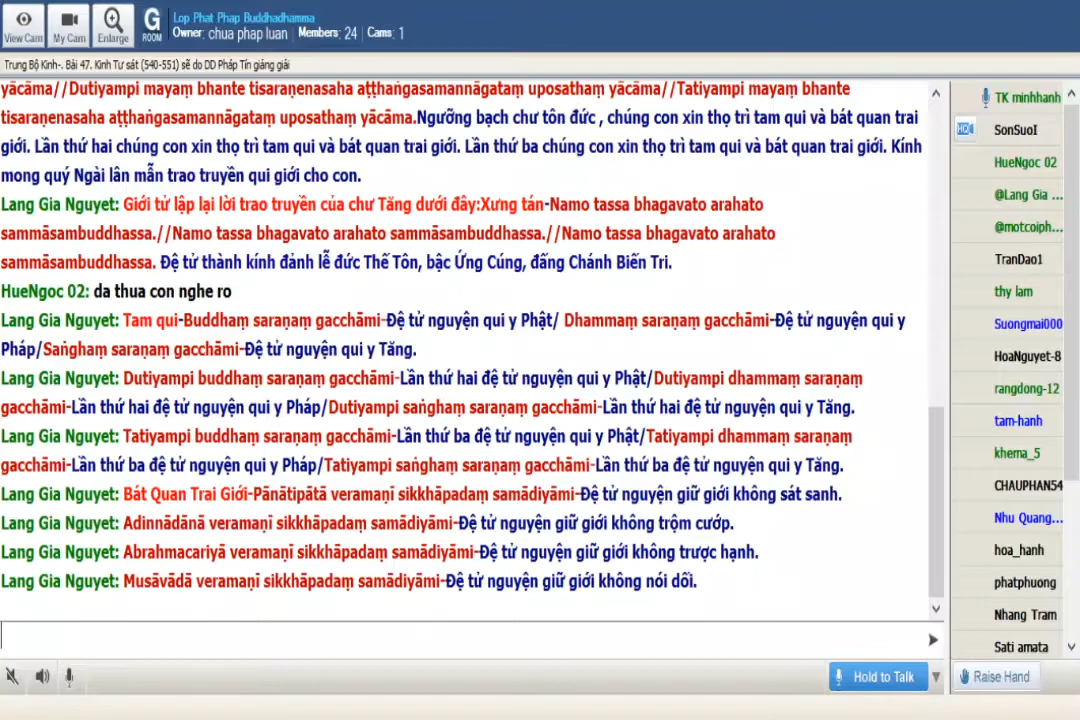 View Cam
My Cam
Enlarge
G
ROOM
Lop Phat Phap Buddhadhamma
Owner: chua phap luan | Members: 24 | Cams: 1
Trung Bộ Kinh-. Bài 47. Kinh Tư sát (540-551) sẽ do DD Pháp Tín giảng giải
yācāma//Dutiyampi mayaṃ bhante tisaraṇenasaha aṭṭhaṅgasamannāgataṃ uposathaṃ yācāma//Tatiyampi mayaṃ bhante
tisaraṇenasaha aṭṭhaṅgasamannāgataṃ uposathaṃ yācāma.Ngưỡng bạch chư tôn đức , chúng con xin thọ trì tam qui và bát quan trai
giới. Lần thứ hai chúng con xin thọ trì tam qui và bát quan trai giới. Lần thứ ba chúng con xin thọ trì tam qui và bát quan trai giới. Kính
mong quý Ngài lân mẫn trao truyền qui giới cho con.
Lang Gia Nguyet: Giới tử lập lại lời trao truyền của chư Tăng dưới đây:Xưng tán-Namo tassa bhagavato arahato
sammāsambuddhassa.//Namo tassa bhagavato arahato sammāsambuddhassa.//Namo tassa bhagavato arahato
sammāsambuddhassa. Đệ tử thành kính đảnh lễ đức Thế Tôn, bậc Ứng Cúng, đấng Chánh Biến Tri.
HueNgoc 02: da thua con nghe ro
Lang Gia Nguyet: Tam qui-Buddhaṃ saraṇaṃ gacchāmi-Đệ tử nguyện qui y Phật/ Dhammaṃ saraṇaṃ gacchāmi-Đệ tử nguyện qui y
Pháp/Saṅghaṃ saraṇaṃ gacchāmi-Đệ tử nguyện qui y Tăng.
Lang Gia Nguyet: Dutiyampi buddhaṃ saraṇaṃ gacchāmi-Lần thứ hai đệ tử nguyện qui y Phật/Dutiyampi dhammaṃ saraṇaṃ
gacchāmi-Lần thứ hai đệ tử nguyện qui y Pháp/Dutiyampi saṅghaṃ saraṇaṃ gacchāmi-Lần thứ hai đệ tử nguyện qui y Tăng.
Lang Gia Nguyet: Tatiyampi buddhaṃ saraṇaṃ gacchāmi-Lần thứ ba đệ tử nguyện qui y Phật/Tatiyampi dhammaṃ saraṇaṃ
gacchāmi-Lần thứ ba đệ tử nguyện qui y Pháp/Tatiyampi saṅghaṃ saraṇaṃ gacchāmi-Lần thứ ba đệ tử nguyện qui y Tăng.
Lang Gia Nguyet: Bát Quan Trai Giới-Pānātipātā veramaṇī sikkhāpadaṃ samādiyāmi-Đệ tử nguyện giữ giới không sát sanh.
Lang Gia Nguyet: Adinnādānā veramaṇī sikkhāpadaṃ samādiyāmi-Đệ tử nguyện giữ giới không trộm cướp.
Lang Gia Nguyet: Abrahmacariyā veramaṇī sikkhāpadaṃ samādiyāmi-Đệ tử nguyện giữ giới không trược hạnh.
Lang Gia Nguyet: Musāvādā veramaṇī sikkhāpadaṃ samādiyāmi-Đệ tử nguyện giữ giới không nói dối.
TK minhhanh
SonSuoI
HueNgoc 02
@Lang Gia ...
@motcoiph...
TranDao1
thy lam
Suongmai000
HoaNguyet-8
rangdong-12
tam-hanh
khema_5
CHAUPHAN54
Nhu Quang...
hoa_hanh
phatphuong
Nhang Tram
Sati amata
Hold to Talk
Raise Hand